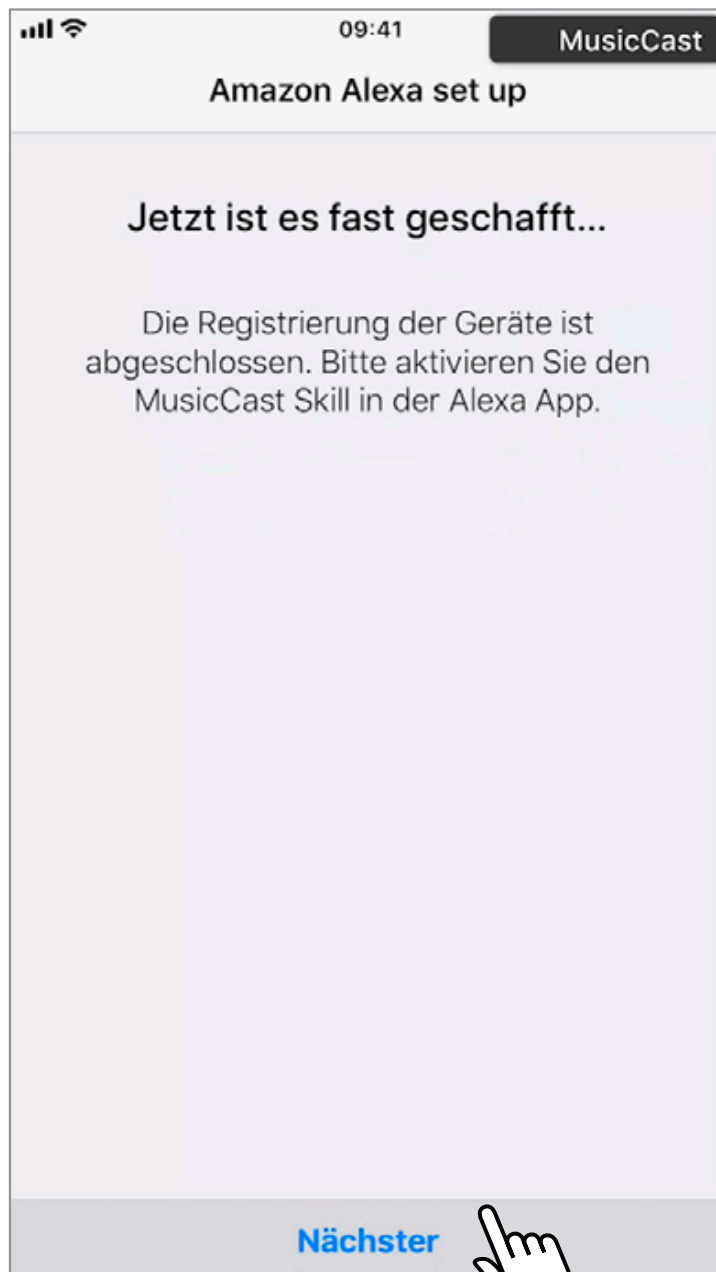 09:41
MusicCast
Amazon Alexa set up
Jetzt ist es fast geschafft...
Die Registrierung der Geräte ist
abgeschlossen. Bitte aktivieren Sie den
MusicCast Skill in der Alexa App.
Nächster